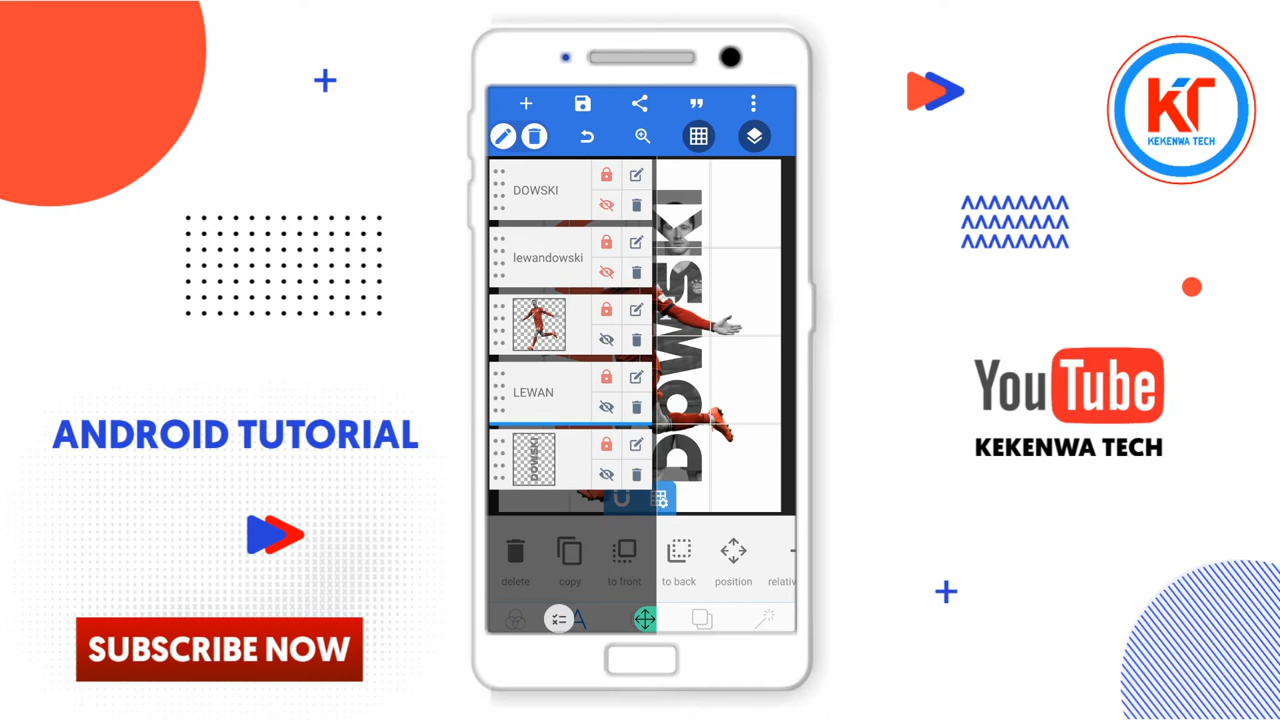 KT
KEKENWA TECH
DOWSKI
lewandowski
LEWAN
DOWSKI
DOWSKI
delete
copy
to front
to back
position
ANDROID TUTORIAL
SUBSCRIBE NOW
YouTube
KEKENWA TECH